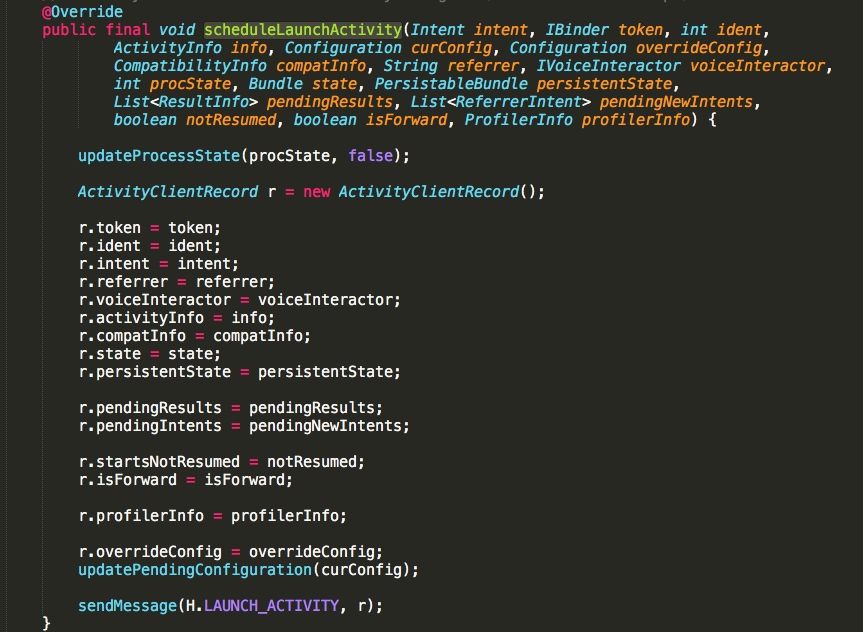 @Override
public final void scheduleLaunchActivity(Intent intent, IBinder token, int ident,
ActivityInfo info, Configuration curConfig, Configuration overrideConfig,
CompatibilityInfo compatInfo, String referrer, IVoiceInteractor voiceInteractor,
int procState, Bundle state, PersistableBundle persistentState,
List<ResultInfo> pendingResults, List<ReferrerIntent> pendingNewIntents,
boolean notResumed, boolean isForward, ProfilerInfo profilerInfo) {
updateProcessState(procState, false);
ActivityClientRecord r = new ActivityClientRecord();
r.token = token;
r.ident = ident;
r.intent = intent;
r.referrer = referrer;
r.voiceInteractor = voiceInteractor;
r.activityInfo = info;
r.compatInfo = compatInfo;
r.state = state;
r.persistentState = persistentState;
r.pendingResults = pendingResults;
r.pendingIntents = pendingNewIntents;
r.startsNotResumed = notResumed;
r.isForward = isForward;
r.profilerInfo = profilerInfo;
r.overrideConfig = overrideConfig;
updatePendingConfiguration(curConfig);
sendMessage(H.LAUNCH_ACTIVITY, r);
}